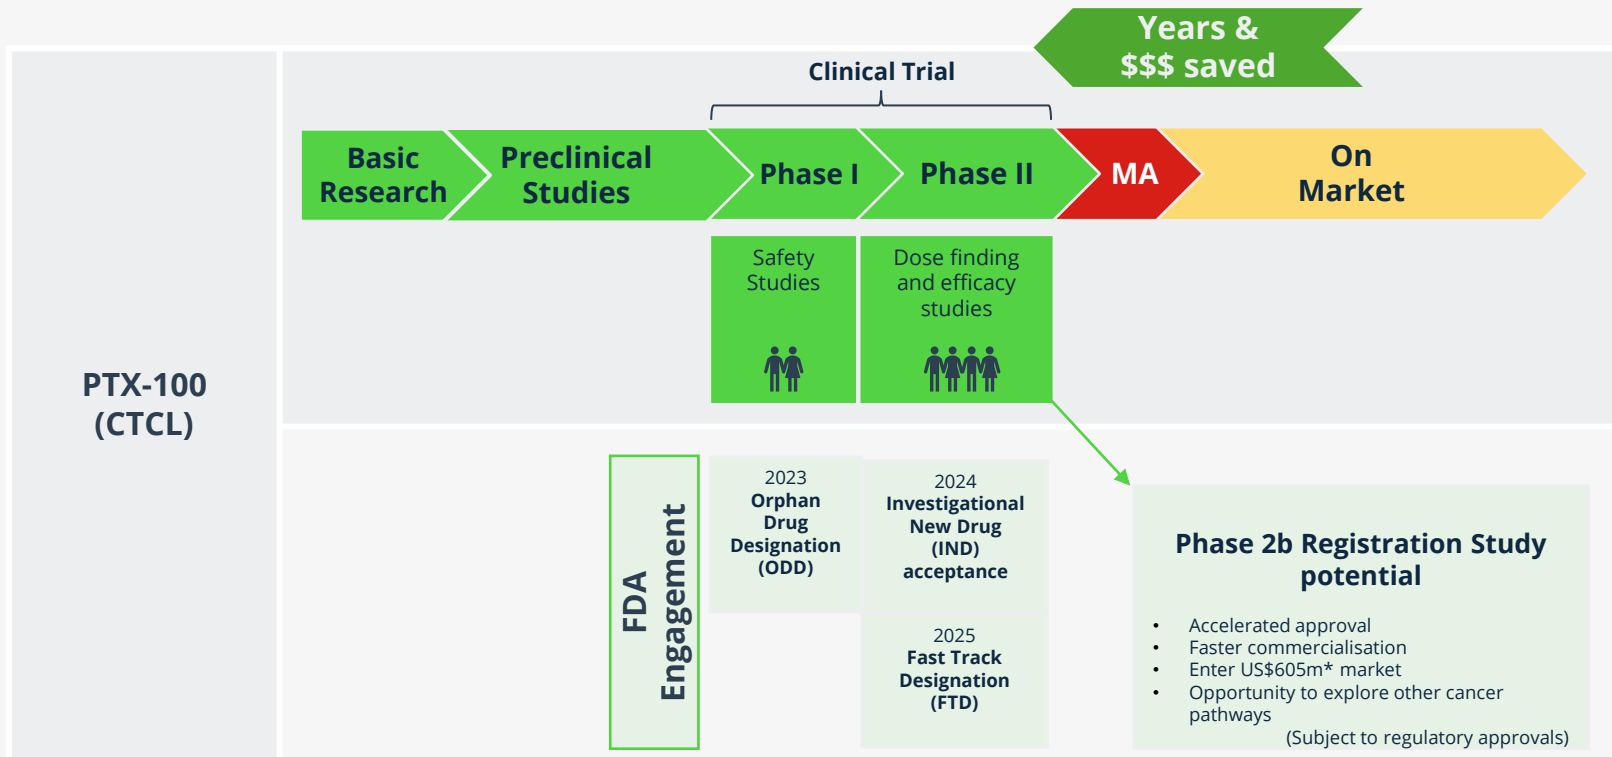 Years &
$$$ saved
Clinical Trial
Basic
Research
Preclinical
Studies
Phase I
Phase II
MA
On
Market
Safety
Studies
Dose finding
and efficacy
studies
PTX-100
(CTCL)
FDA
Engagement
2023
Orphan
Drug
Designation
(ODD)
2024
Investigational
New Drug
(IND)
acceptance
2025
Fast Track
Designation
(FTD)
Phase 2b Registration Study
potential
• Accelerated approval
• Faster commercialisation
• Enter US$605m* market
• Opportunity to explore other cancer
pathways
(Subject to regulatory approvals)